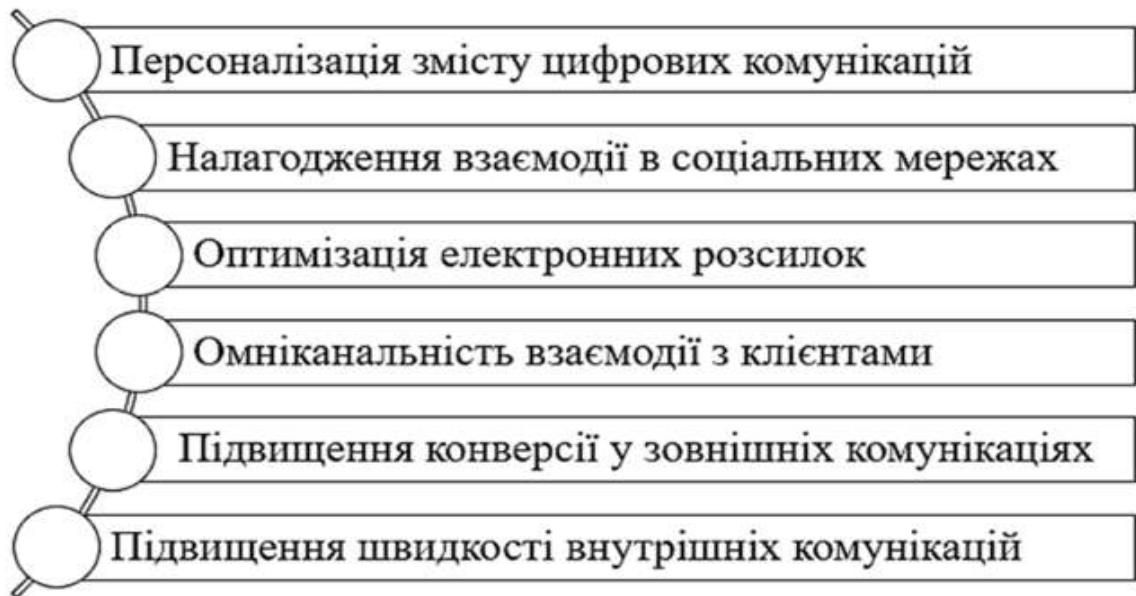 Персоналізація змісту цифрових комунікацій
Налагодження взаємодії в соціальних мережах
Оптимізація електронних розсилок
Омніканальність взаємодії з клієнтами
Підвищення конверсії у зовнішніх комунікаціях
Підвищення швидкості внутрішніх комунікацій